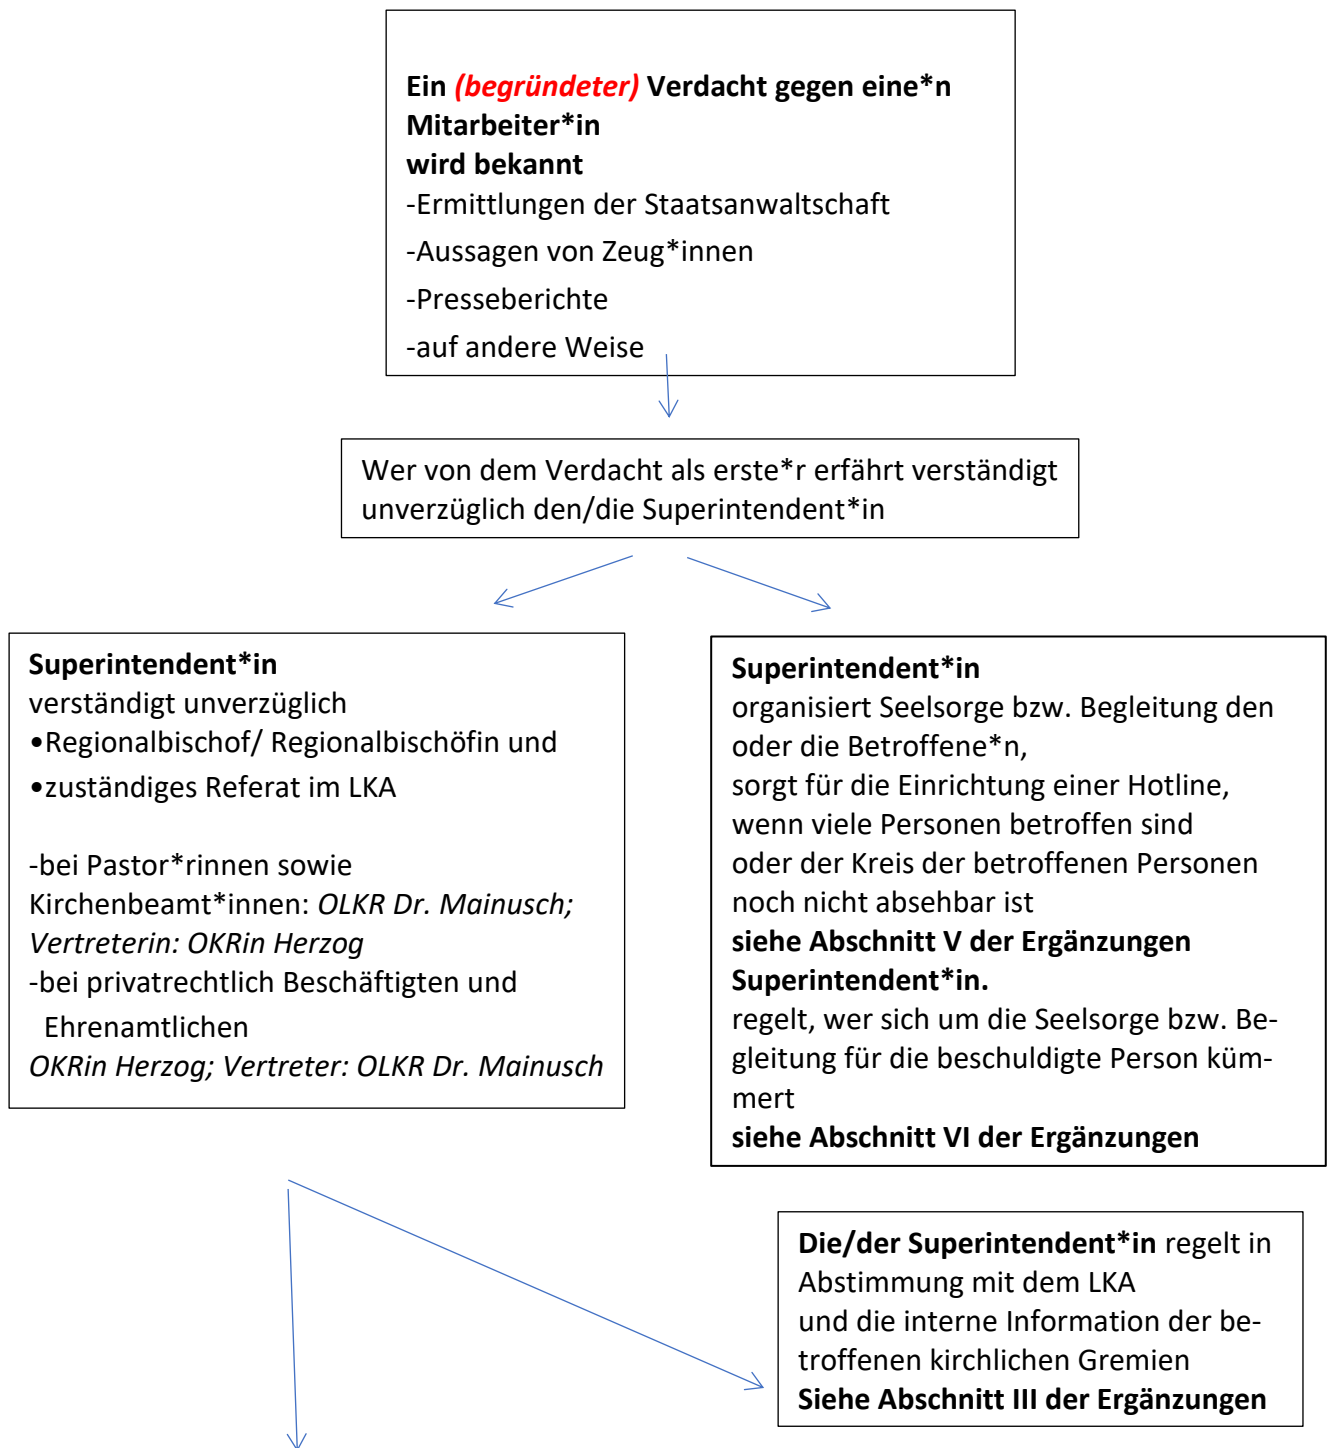 Ein (begründeter) Verdacht gegen eine*n
Mitarbeiter*in
wird bekannt
-Ermittlungen der Staatsanwaltschaft
-Aussagen von Zeug*innen
-Presseberichte
-auf andere Weise
Wer von dem Verdacht als erste*r erfährt verständigt
unverzüglich den/die Superintendent*in
Superintendent*in
verständigt unverzüglich
•Regionalbischof/ Regionalbischöfin und
•zuständiges Referat im LKA
-bei Pastor*rinnen sowie
Kirchenbeamt*innen: OLKR Dr. Mainusch;
Vertreterin: OKRin Herzog
-bei privatrechtlich Beschäftigten und
Ehrenamtlichen
OKRin Herzog; Vertreter: OLKR Dr. Mainusch
Superintendent*in
organisiert Seelsorge bzw. Begleitung den
oder die Betroffene*n,
sorgt für die Einrichtung einer Hotline,
wenn viele Personen betroffen sind
oder der Kreis der betroffenen Personen
noch nicht absehbar ist
siehe Abschnitt V der Ergänzungen
Superintendent*in.
regelt, wer sich um die Seelsorge bzw. Be-
gleitung für die beschuldigte Person küm-
mert
siehe Abschnitt VI der Ergänzungen
Die/der Superintendent*in regelt in
Abstimmung mit dem LKA
und die interne Information der be-
troffenen kirchlichen Gremien
Siehe Abschnitt III der Ergänzungen